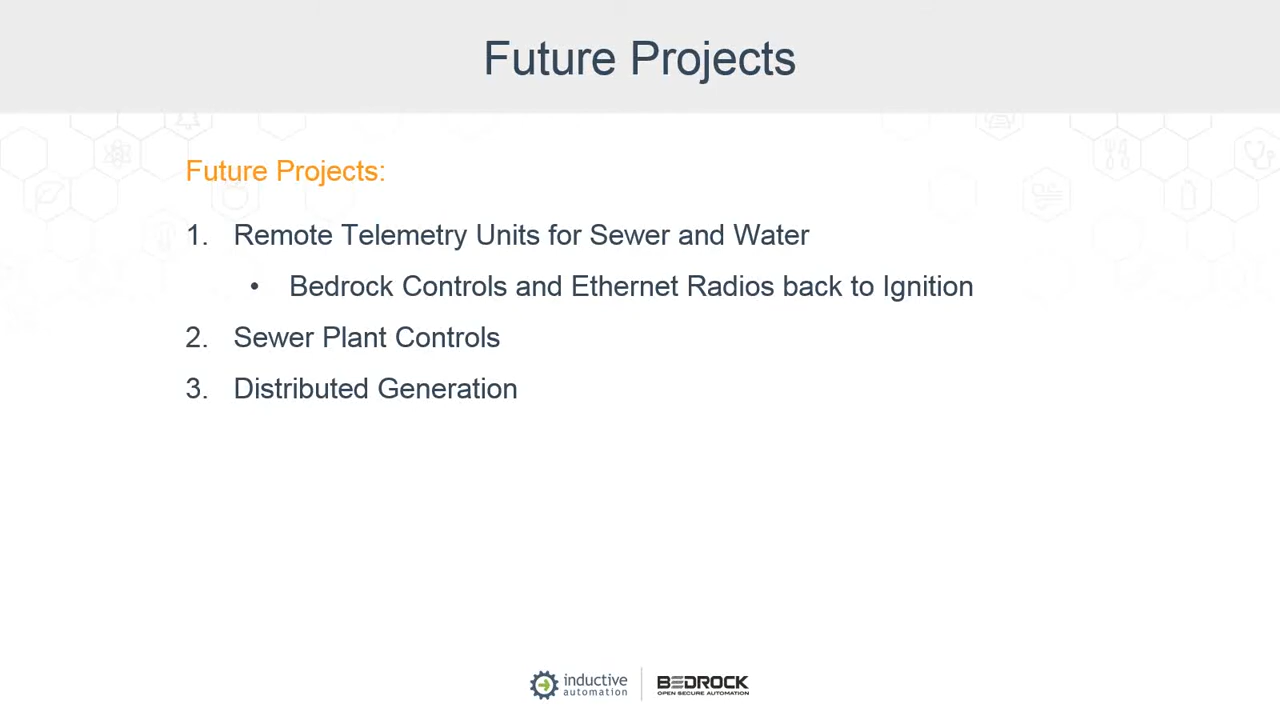 Future Projects
Future Projects:
1. Remote Telemetry Units for Sewer and Water
• Bedrock Controls and Ethernet Radios back to Ignition
2. Sewer Plant Controls
3. Distributed Generation
inductive
automation
BEDROCK
OPEN SECURE AUTOMATION